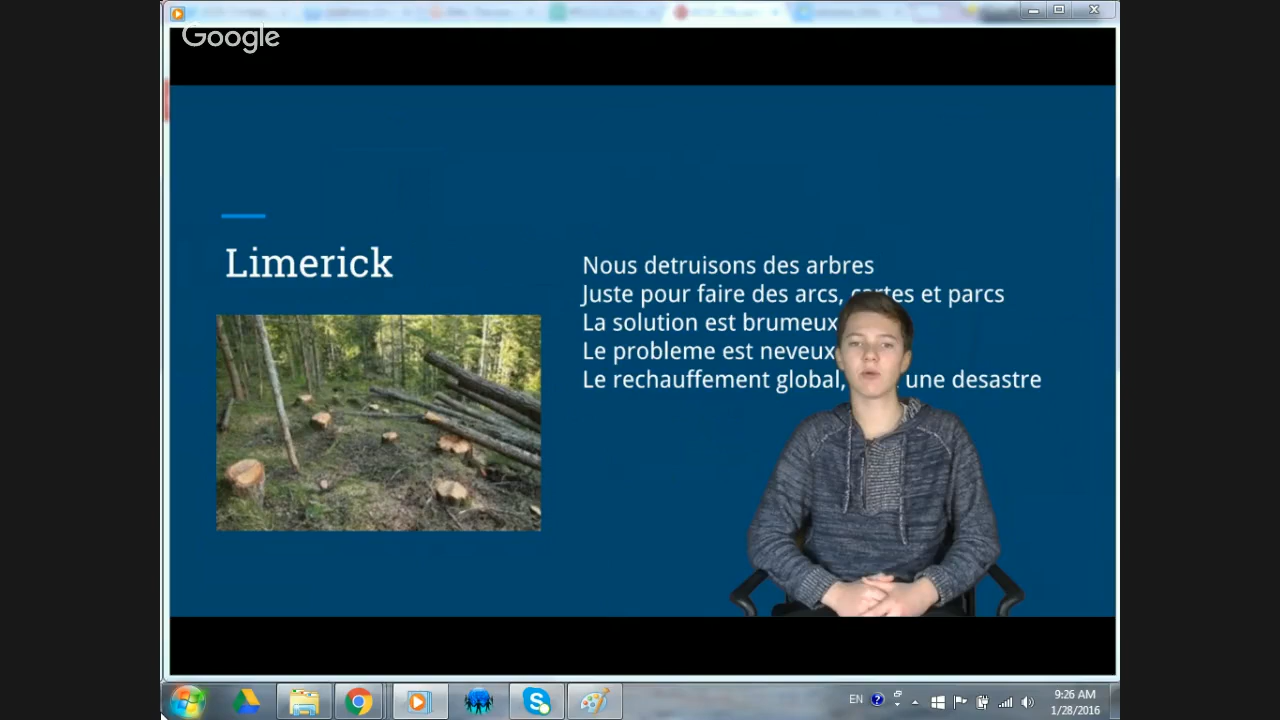 Google
Limerick
Nous detruisons des arbres
Juste pour faire des arcs, cartes et parcs
La solution est brumeux
Le probleme est neveux
Le rechauffement global, une desastre
EN
9:26 AM
1/28/2016